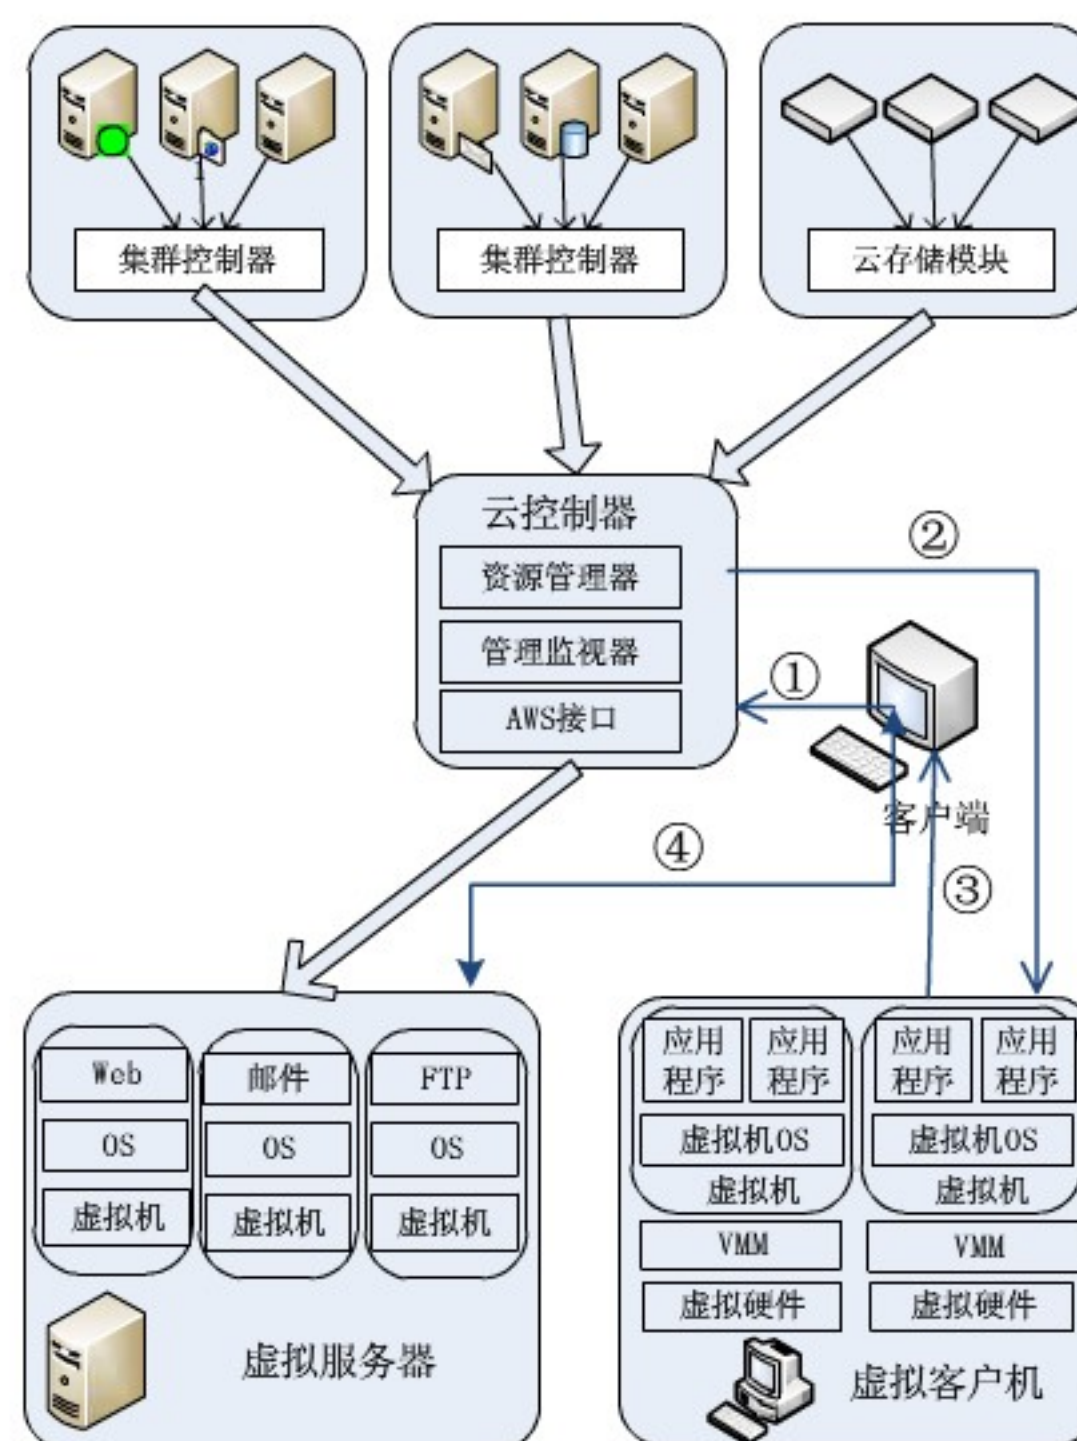 集群控制器
集群控制器
云存储模块
云控制器
资源管理器
管理监视器
AWS接口
②
①
客户端
④
③
Web
邮件
FTP
OS
OS
OS
虚拟机
虚拟机
虚拟机
虚拟服务器
应用
程序
应用
程序
应用
程序
应用
程序
虚拟机OS
虚拟机OS
虚拟机
虚拟机
VMM
VMM
虚拟硬件
虚拟硬件
虚拟客户机